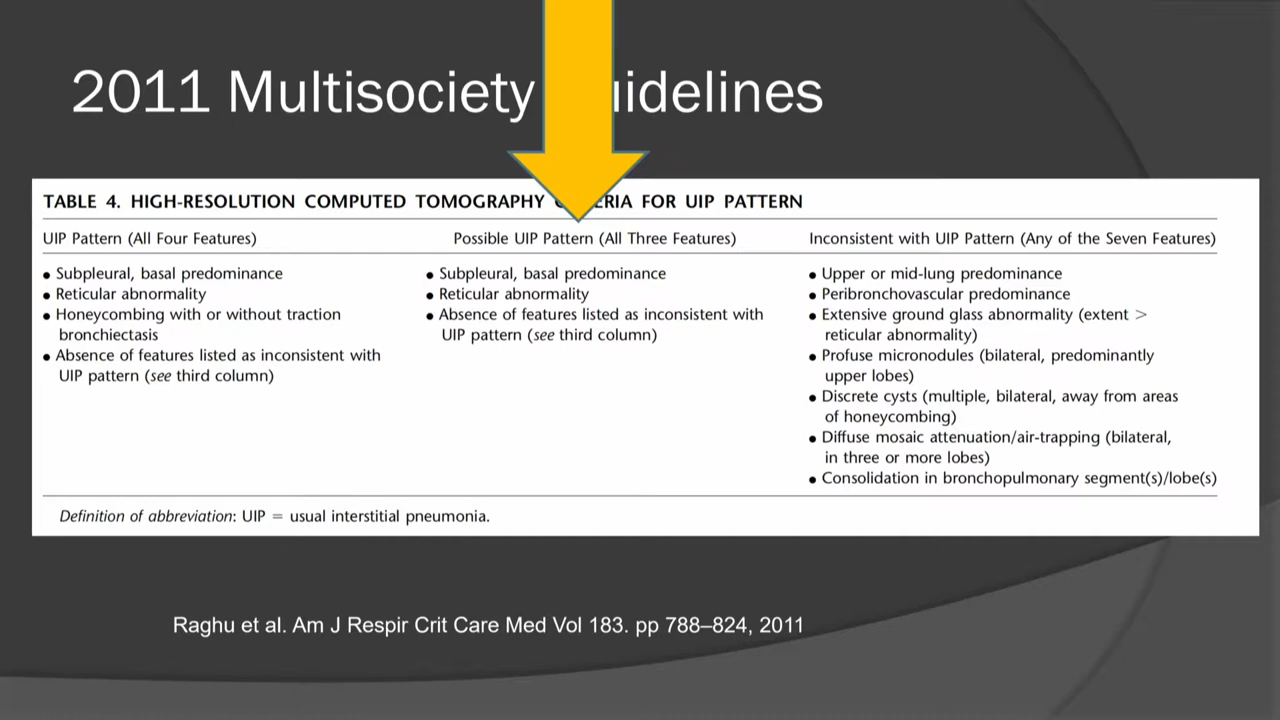 2011 Multisociety uidelines
TABLE 4. HIGH-RESOLUTION COMPUTED TOMOGRAPHY FOR UIP PATTERN
UIP Pattern (All Four Features)
• Subpleural, basal predominance
• Reticular abnormality
• Honeycombing with or without traction
bronchiectasis
• Absence of features listed as inconsistent with
UIP pattern (see third column)
Possible UIP Pattern (All Three Features)
• Subpleural, basal predominance
• Reticular abnormality
• Absence of features listed as inconsistent with
UIP pattern (see third column)
Inconsistent with UIP Pattern (Any of the Seven Features)
• Upper or mid-lung predominance
• Peribronchovascular predominance
• Extensive ground glass abnormality (extent >
reticular abnormality)
• Profuse micronodules (bilateral, predominantly
upper lobes)
• Discrete cysts (multiple, bilateral, away from areas
of honeycombing)
• Diffuse mosaic attenuation/air-trapping (bilateral,
in three or more lobes)
• Consolidation in bronchopulmonary segment(s)/lobe(s)
Definition of abbreviation: UIP = usual interstitial pneumonia.
Raghu et al. Am J Respir Crit Care Med Vol 183. pp 788–824, 2011